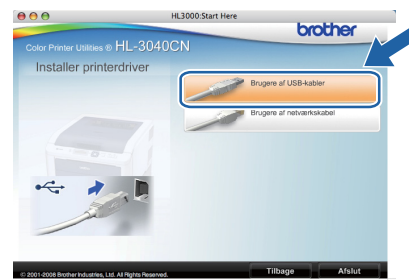 HL3000:Start Here
brother
Color Printer Utilities ® HL-3040CN
Installer printerdriver
Brugere af USB-kabler
Brugere af netværkskabel
© 2001-2008 Brother Industries, Ltd. All Rights Reserved.
Tilbage
Afslut